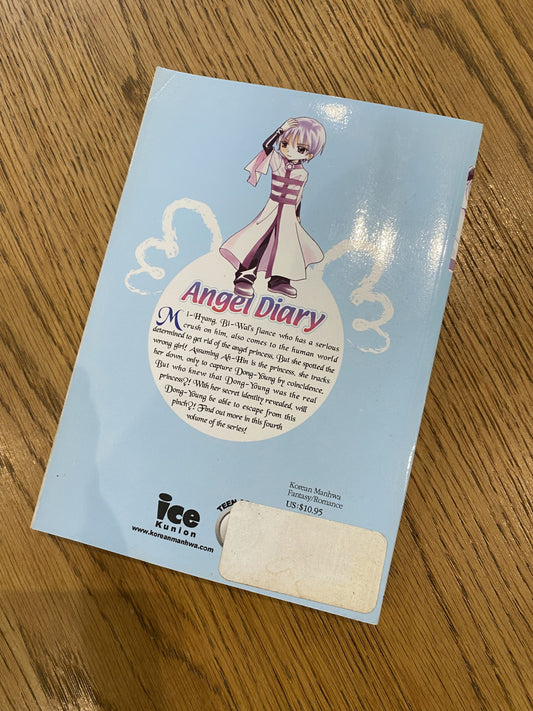 Angel Diary
Mi-Hyang, Bi-Wal's fiance who has a serious
crush on him, also comes to the human world
determined to get rid of the angel princess. But she spotted the
wrong girl! Assuming Ah-Hin is the princess, she tracks
her down, only to capture Dong-Young by coincidence.
But who knew that Dong-Young was the real
princess?! With her secret identity revealed, will
Dong-Young be able to escape from this
pinch?! Find out more in this fourth
volume of the series!
Korean Manhwa
Fantasy/Romance
US: $10.95
TEEN
ice
Kunion
www.koreanmanhwa.com